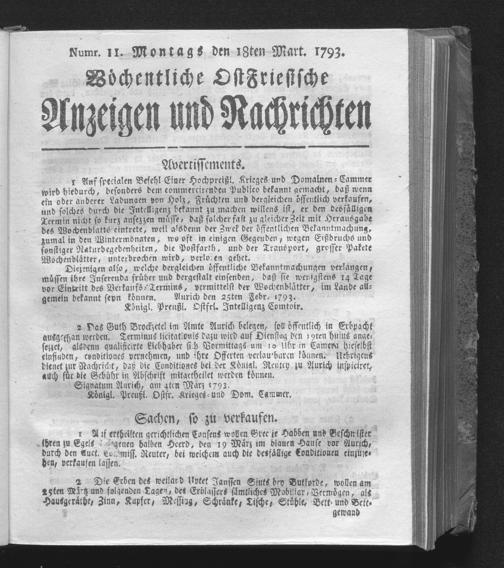 Numr. 11. Montags den 18ten Mart. 1793.
Wöchentliche OstFriesische
Anzeigen und Nachrichten
Avertissements.
1 Auf specialen Befehl Einer Hochpreißl. Krieges und Domainen-Cammer
wird hiedurch, besonders dem commercirenden Publico bekannt gemacht, daß wenn
ein oder anderer Ladungen von Holz, Früchten und dergleichen öffentlich verkaufen,
und solches durch die Intelligenz bekannt zu machen willens ist, er den desfälligen
Termin nicht so kurz ansetzen müsse, daß solcher fast zu gleicher Zeit mit Herausgabe
des Wochenblatts eintrete, weil alsdenn der Zwek der öffentlichen Bekanntmachung,
zumal in den Wintermonaten, wo oft in einigen Gegenden, wegen Eißbruchs und
sonstiger Naturbegebenheiten, die Postfarth, und der Transport, grosser Pakete
Wochenblätter, unterbrochen wird, verloren gehet.
Diejenigen also, welche dergleichen öffentliche Bekanntmachungen verlangen,
müssen ihre Inserenda früher und dergestalt einsenden, daß sie wenigstens 14 Tage
vor Eintritt des Verkaufs-Termins, vermittelst der Wochenblätter, im Lande all-
gemein bekannt seyn können. Aurich den 25ten Febr. 1793.
Königl. Preußl. Ostfrl. Intelligenz Comtoir.
2 Das Guth Brockzetel im Amte Aurich belegen, soll öffentlich in Erbpacht
ausgethan werden. Terminus licitationis dazu wird auf Dienstag den 19ten huius ange-
setzet, alsdenn qualificirte Liebhaber sich Vormittags um 10 Uhr in Camera hieselbst
einfinden, conditiones vernehmen, und ihre Offerten verlautbaren können. Uebrigens
dienet zur Nachricht, daß die Conditiones bei der Königl. Rentey zu Aurich inspiciret,
auch für die Gebühr in Abschrift mitgetheilet werden können.
Signatum Aurich, am 4ten März 1793.
Königl. Preußl. Ostfr. Krieges- und Dom. Cammer.
Sachen, so zu verkaufen.
1 Auf ertheilten gerichtlichen Consens wollen Geerje Habben und Geschwister
ihren zu Egels halben Heerd, den 19 März im blauen Hause vor Aurich,
durch den Auct. Commiss. Reuter, bei welchem auch die desfällige Conditionen einzuse-
hen, verkaufen lassen.
2 Die Erben des weiland Janssen bey Butforde, wollen am
25ten März und folgenden Tagen, des Erblassers sämtliches Mobiliar-Vermögen, als
Hausgeräthe, Zinn, Kupfer, Messing, Schränke, Tische, Stühle, Bett- und Bett-
gewand